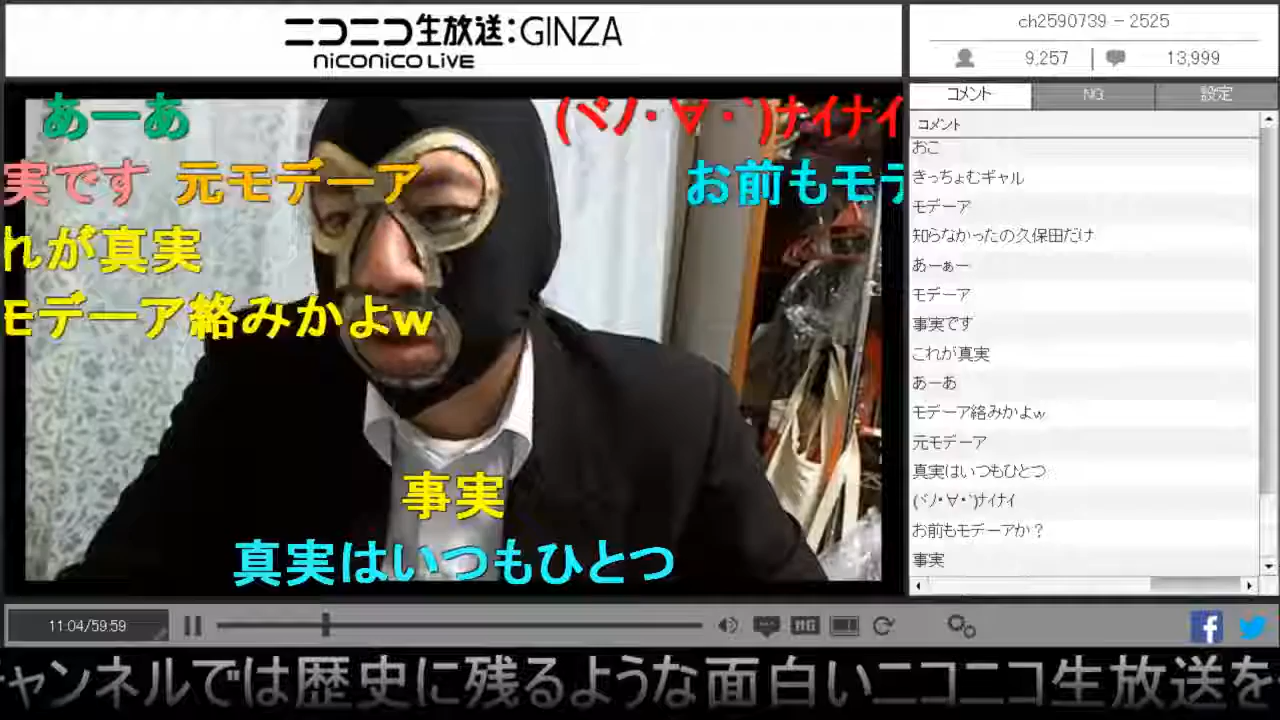 ニコニコ生放送:GINZA
niconico LiVE
ch2590739 − 2525
9,257
13,999
コメント
NG
設定
コメント
おこ
きっちょむギャル
モデーア
知らなかったの久保田だけ
あーぁー
モデーア
事実です
これが真実
あーあ
モデーア絡みかよw
元モデーア
真実はいつもひとつ
(ヾノ・∀・`)ナイナイ
お前もモデーアか？
事実
あーあ
(ヾノ・∀・`)ナイナイ
実です
元モデーア
お前もモデ
れが真実
モデーア絡みかよw
事実
真実はいつもひとつ
11:04/59:59
NG
チャンネルでは歴史に残るような面白いニコニコ生放送を